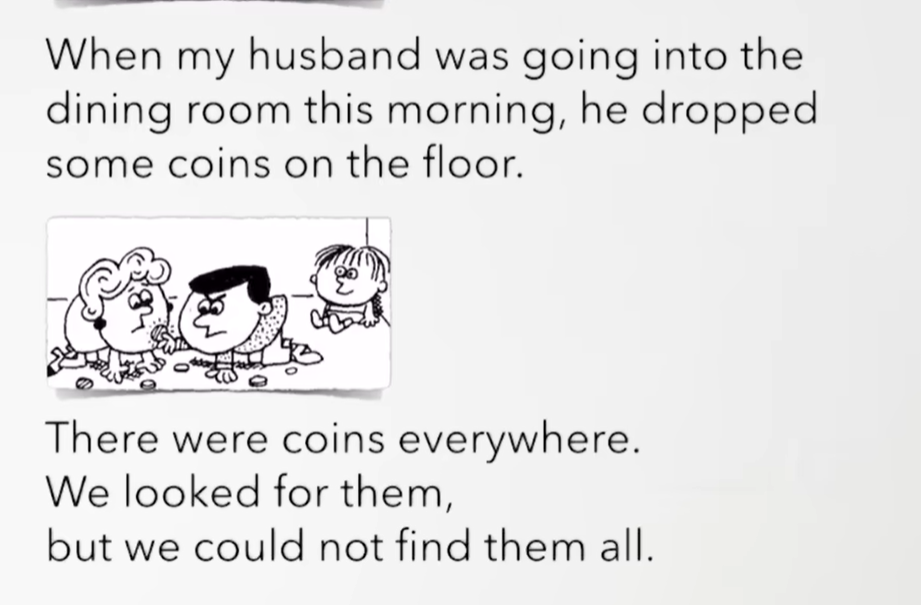 When my husband was going into the
dining room this morning, he dropped
some coins on the floor.
There were coins everywhere.
We looked for them,
but we could not find them all.